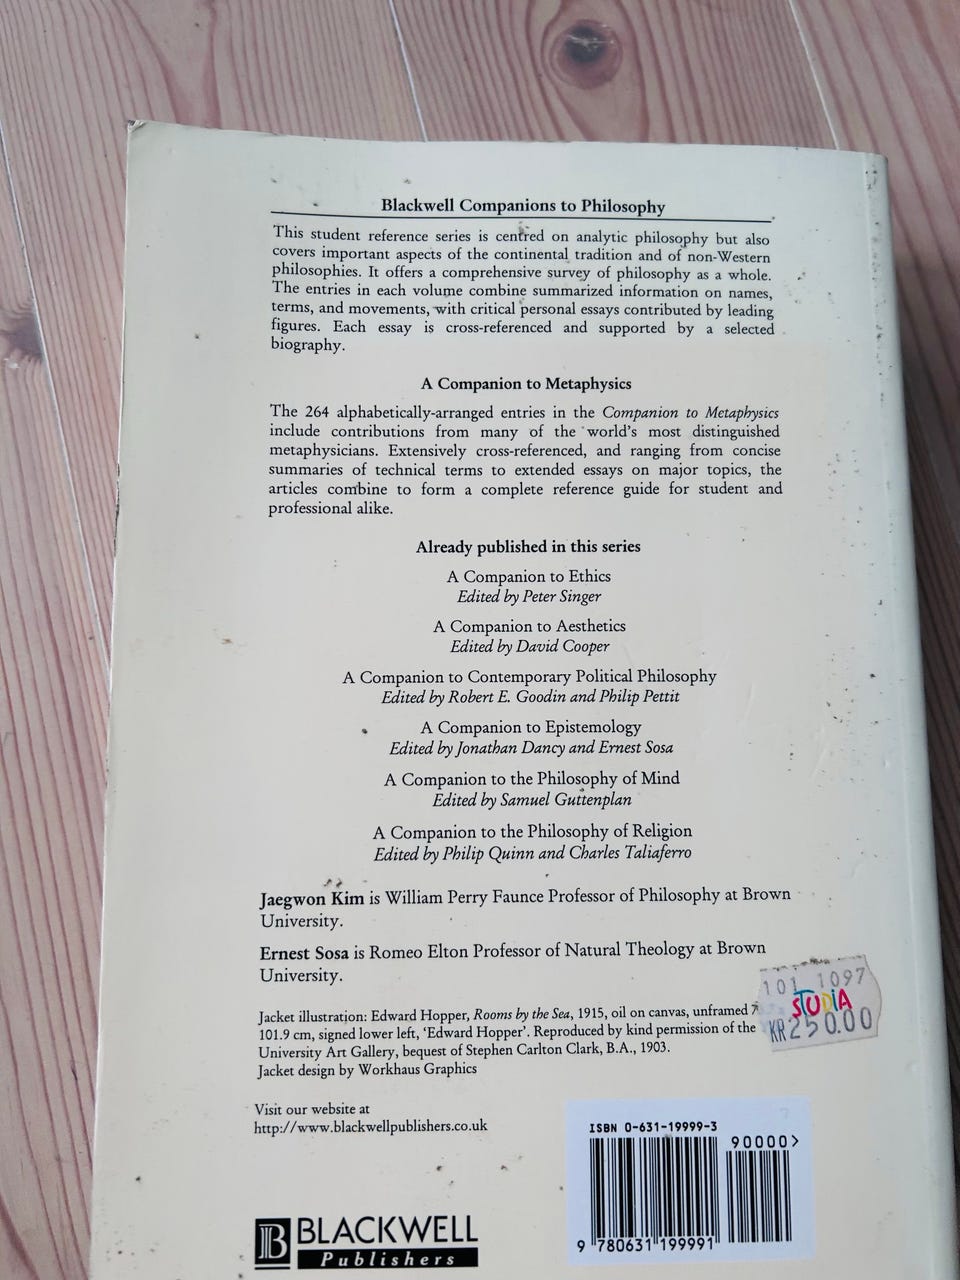 Blackwell Companions to Philosophy
This student reference series is centred on analytic philosophy but also
covers important aspects of the continental tradition and of non-Western
philosophies. It offers a comprehensive survey of philosophy as a whole.
The entries in each volume combine summarized information on names,
terms, and movements, with critical personal essays contributed by leading
figures. Each essay is cross-referenced and supported by a selected
biography.
A Companion to Metaphysics
The 264 alphabetically-arranged entries in the Companion to Metaphysics
include contributions from many of the world's most distinguished
metaphysicians. Extensively cross-referenced, and ranging from concise
summaries of technical terms to extended essays on major topics, the
articles combine to form a complete reference guide for student and
professional alike.
Already published in this series
A Companion to Ethics
Edited by Peter Singer
A Companion to Aesthetics
Edited by David Cooper
A Companion to Contemporary Political Philosophy
Edited by Robert E. Goodin and Philip Pettit
A Companion to Epistemology
Edited by Jonathan Dancy and Ernest Sosa
A Companion to the Philosophy of Mind
Edited by Samuel Guttenplan
A Companion to the Philosophy of Religion
Edited by Philip Quinn and Charles Taliaferro
Jaegwon Kim is William Perry Faunce Professor of Philosophy at Brown
University.
Ernest Sosa is Romeo Elton Professor of Natural Theology at Brown
University.
101 1097
STUDIA
KR250.00
Jacket illustration: Edward Hopper, Rooms by the Sea, 1915, oil on canvas, unframed 7
101.9 cm, signed lower left, 'Edward Hopper'. Reproduced by kind permission of the
University Art Gallery, bequest of Stephen Carlton Clark, B.A., 1903.
Jacket design by Workhaus Graphics
Visit our website at
http://www.blackwellpublishers.co.uk
ISBN 0-631-19999-3
90000>
9 780631 199991
B BLACKWELL
Publishers